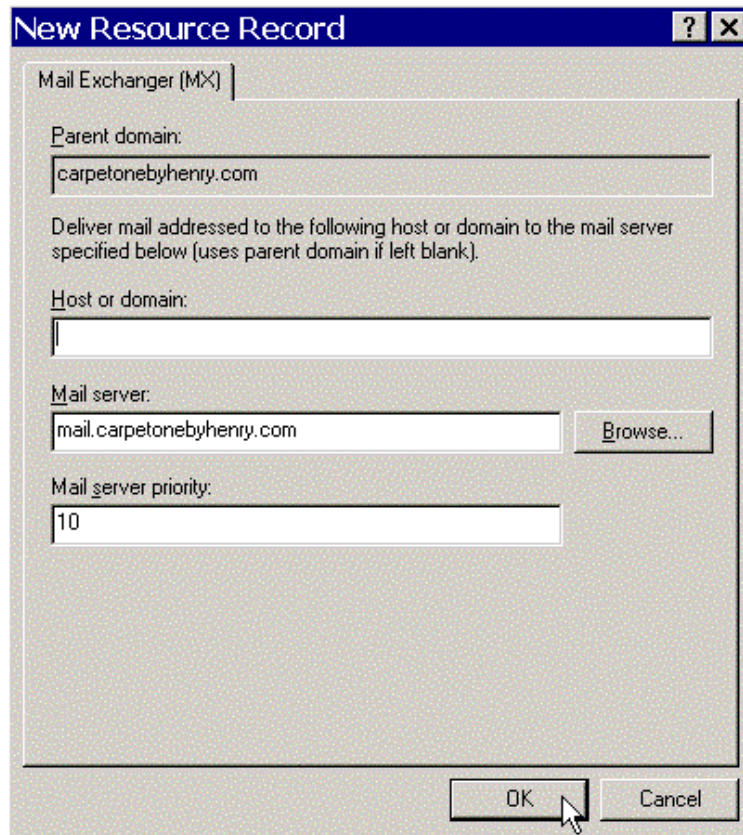 New Resource Record
Mail Exchanger (MX)
Parent domain:
carpetonebyhenry.com
Deliver mail addressed to the following host or domain to the mail server
specified below (uses parent domain if left blank).
Host or domain:
Mail server:
mail.carpetonebyhenry.com
Browse...
Mail server priority:
10
OK
Cancel